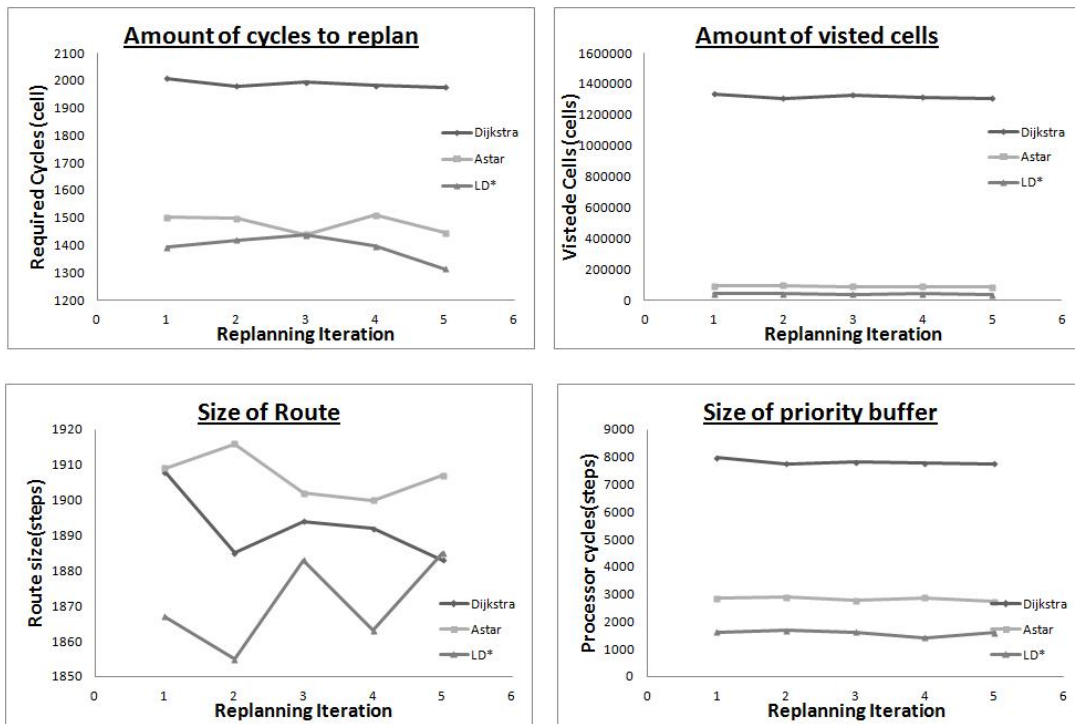 Amount of cycles to replan
2100
2000
1900
1800
1700
1600
1500
1400
1300
1200
Required Cycles (cell)
0 1 2 3 4 5 6
Replanning Iteration
Dijkstra
Astar
LD*
Amount of visted cells
1600000
1400000
1200000
1000000
800000
600000
400000
200000
0
Vistede Cells (cells)
0 1 2 3 4 5 6
Replanning Iteration
Dijkstra
Astar
LD*
Size of Route
1920
1910
1900
1890
1880
1870
1860
1850
Route size(steps)
0 1 2 3 4 5 6
Replanning Iteration
Dijkstra
Astar
LD*
Size of priority buffer
9000
8000
7000
6000
5000
4000
3000
2000
1000
0
Processor cycles(steps)
0 1 2 3 4 5 6
Replanning Iteration
Dijkstra
Astar
LD*